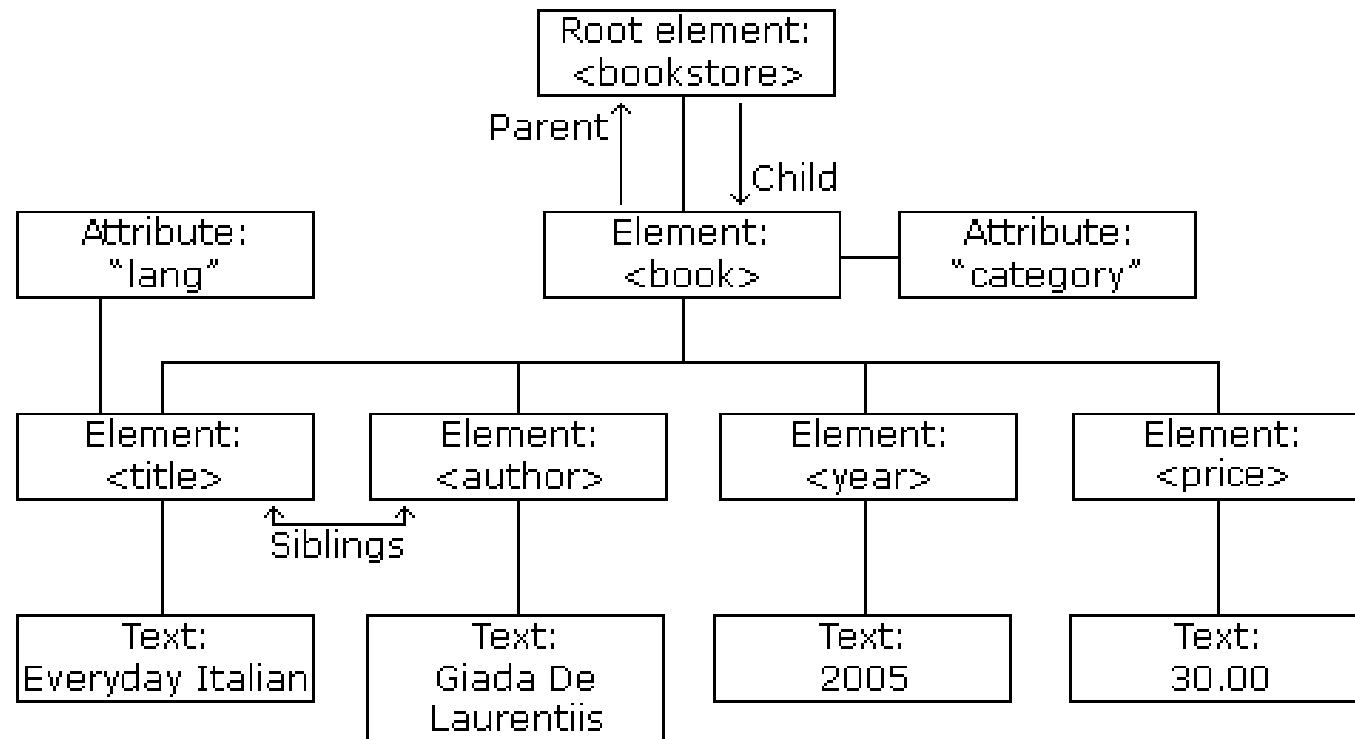 Root element:
<bookstore>
Parent
Child
Attribute:
“lang”
Element:
<book>
Attribute:
“category”
Element:
<title>
Element:
<author>
Element:
<year>
Element:
<price>
Siblings
Text:
Everyday Italian
Text:
Giada De
Laurentiis
Text:
2005
Text:
30.00